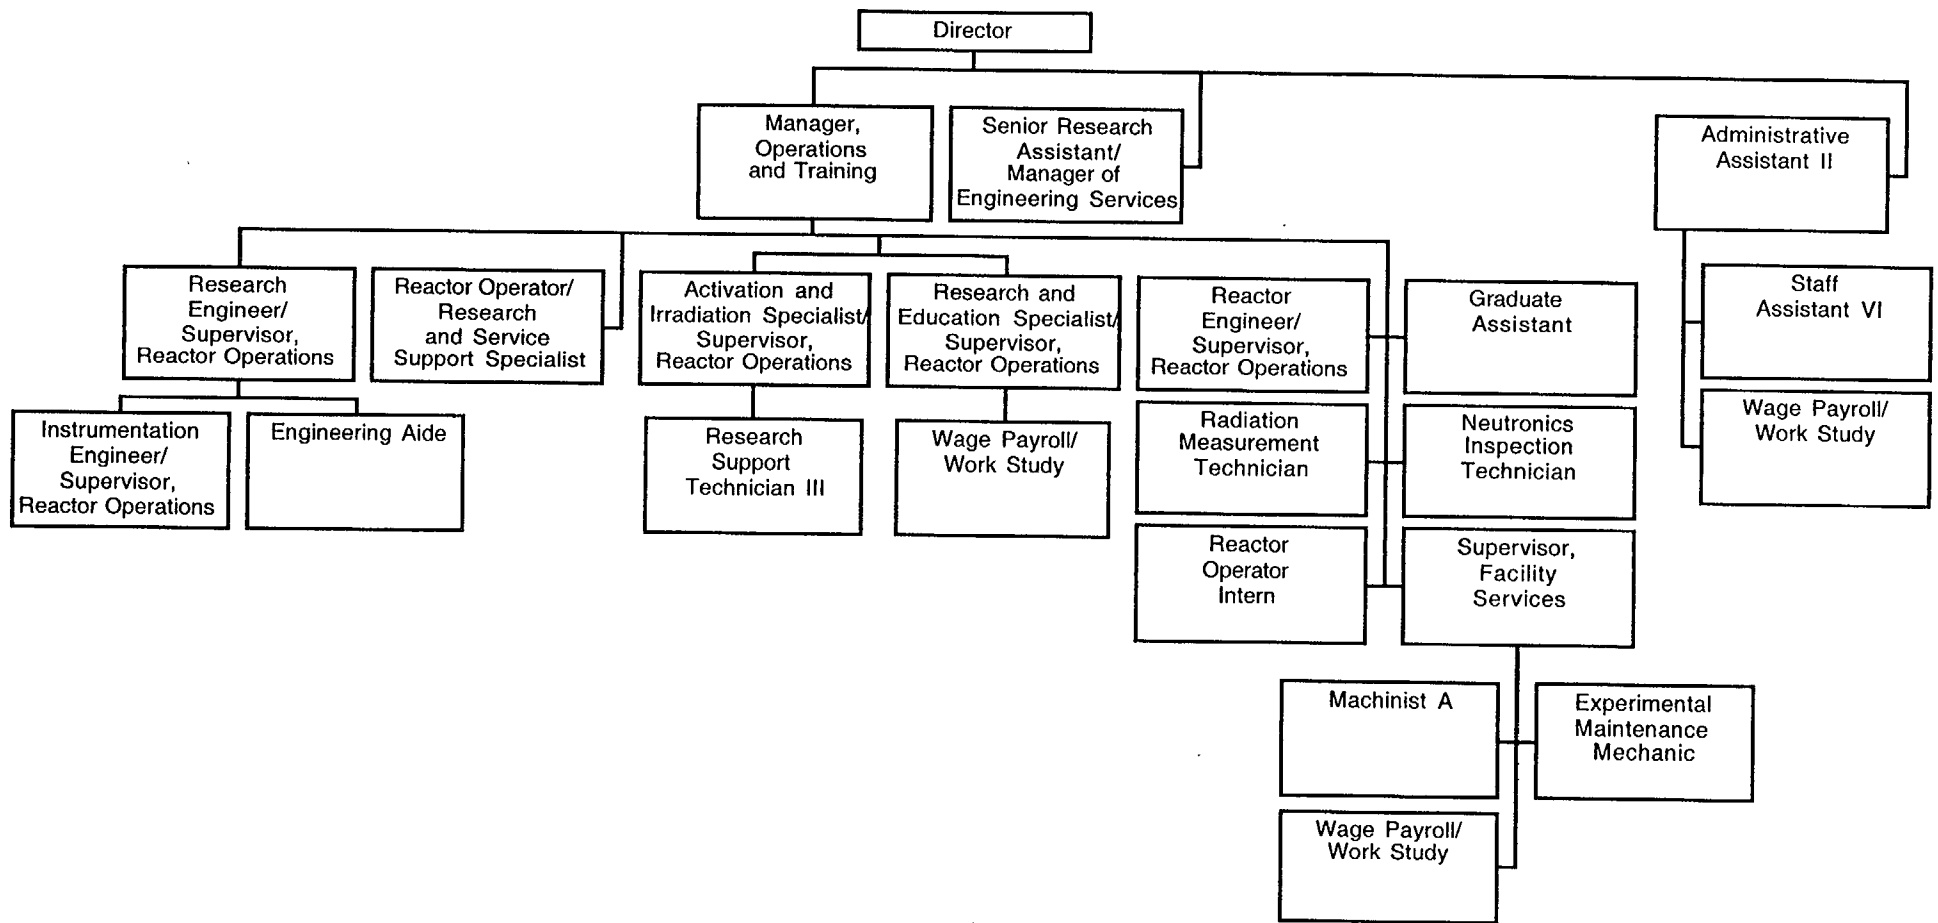 Director
Manager,
Operations
and Training
Senior Research
Assistant/
Manager of
Engineering Services
Administrative
Assistant II
Research
Engineer/
Supervisor,
Reactor Operations
Reactor Operator/
Research
and Service
Support Specialist
Activation and
Irradiation Specialist/
Supervisor,
Reactor Operations
Research and
Education Specialist/
Supervisor,
Reactor Operations
Reactor
Engineer/
Supervisor,
Reactor Operations
Graduate
Assistant
Staff
Assistant VI
Instrumentation
Engineer/
Supervisor,
Reactor Operations
Engineering Aide
Research
Support
Technician III
Wage Payroll/
Work Study
Radiation
Measurement
Technician
Neutronics
Inspection
Technician
Wage Payroll/
Work Study
Reactor
Operator
Intern
Supervisor,
Facility
Services
Machinist A
Experimental
Maintenance
Mechanic
Wage Payroll/
Work Study